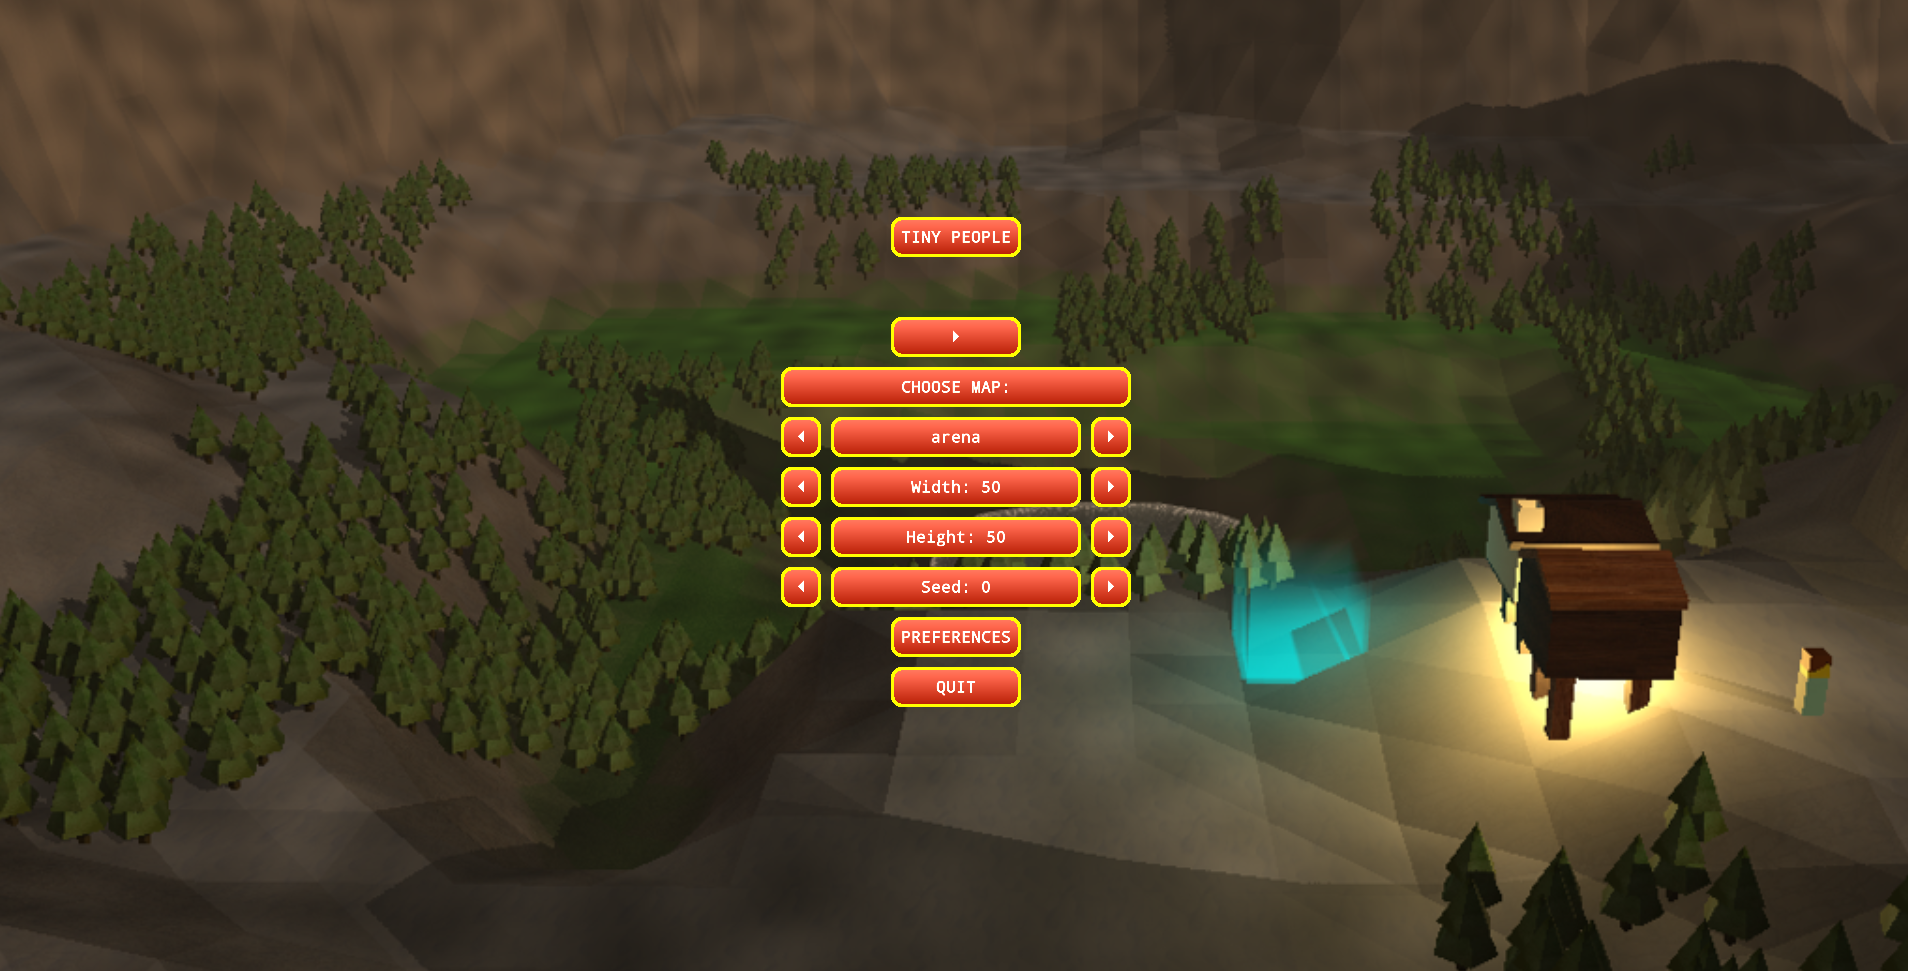 TINY PEOPLE
CHOOSE MAP:
arena
Width: 50
Height: 50
Seed: 0
PREFERENCES
QUIT